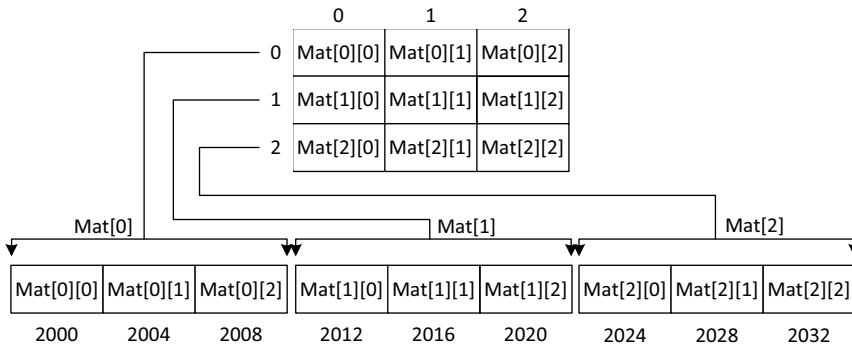 0 1 2
0 Mat[0][0] Mat[0][1] Mat[0][2]
1 Mat[1][0] Mat[1][1] Mat[1][2]
2 Mat[2][0] Mat[2][1] Mat[2][2]
Mat[0] Mat[1] Mat[2]
Mat[0][0] Mat[0][1] Mat[0][2] Mat[1][0] Mat[1][1] Mat[1][2] Mat[2][0] Mat[2][1] Mat[2][2]
2000 2004 2008 2012 2016 2020 2024 2028 2032